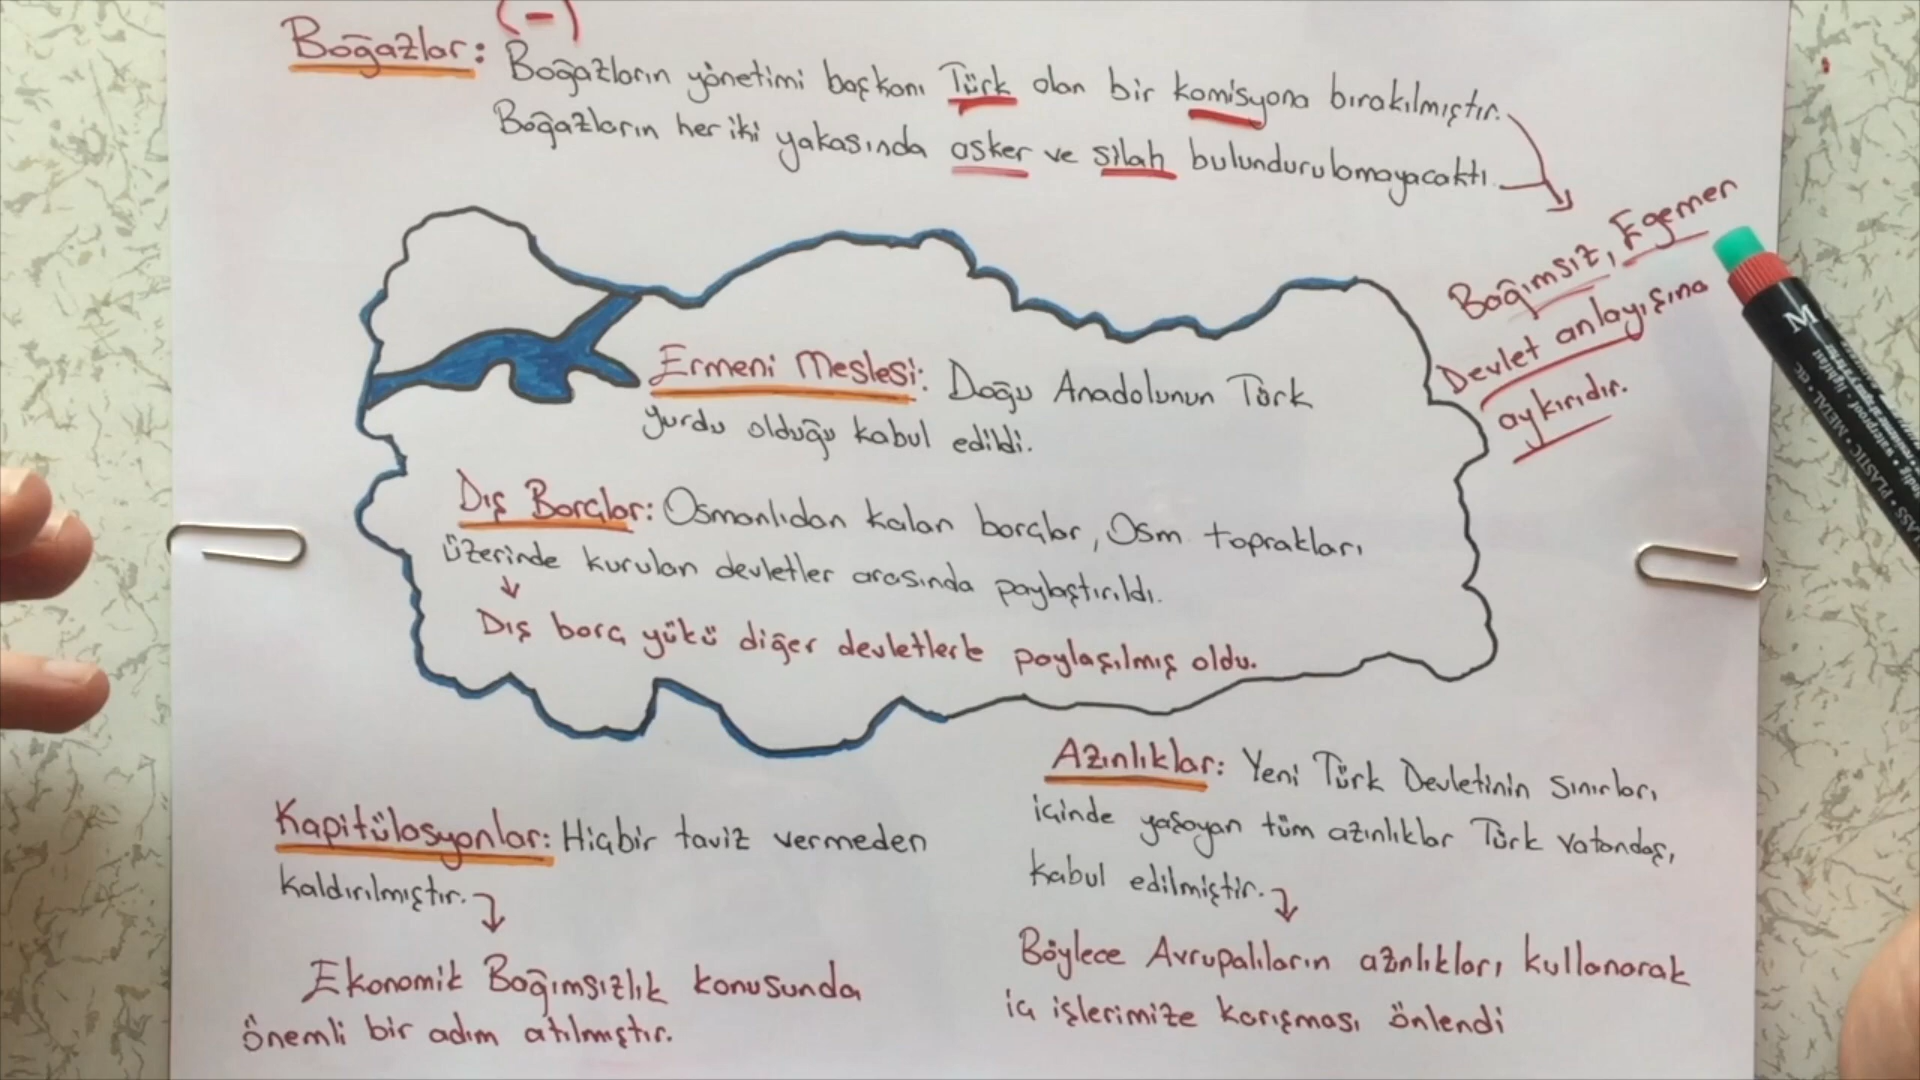 (-)
Boğazlar: Boğazların yönetimi başkanı Türk olan bir komisyona bırakılmıştır.
Boğazların her iki yakasında asker ve silah bulundurulamayacaktı.
Bağımsız, Egemen
Devlet anlayışına
aykırıdır.
Ermeni Meslesi: Doğu Anadolunun Türk
yurdu olduğu kabul edildi.
Dış Borçlar: Osmanlıdan kalan borçlar, Osm toprakları
üzerinde kurulan devletler arasında paylaştırıldı.
Dış borç yükü diğer devletlerle paylaşılmış oldu.
Kapitülasyonlar: Hiçbir taviz vermeden
kaldırılmıştır.
Ekonomik Bağımsızlık konusunda
önemli bir adım atılmıştır.
Azınlıklar: Yeni Türk Devletinin sınırları
içinde yaşayan tüm azınlıklar Türk vatandaşı
kabul edilmiştir.
Böylece Avrupalıların azınlıkları kullanarak
iç işlerimize karışması önlendi
M
METAL • PLASTIC